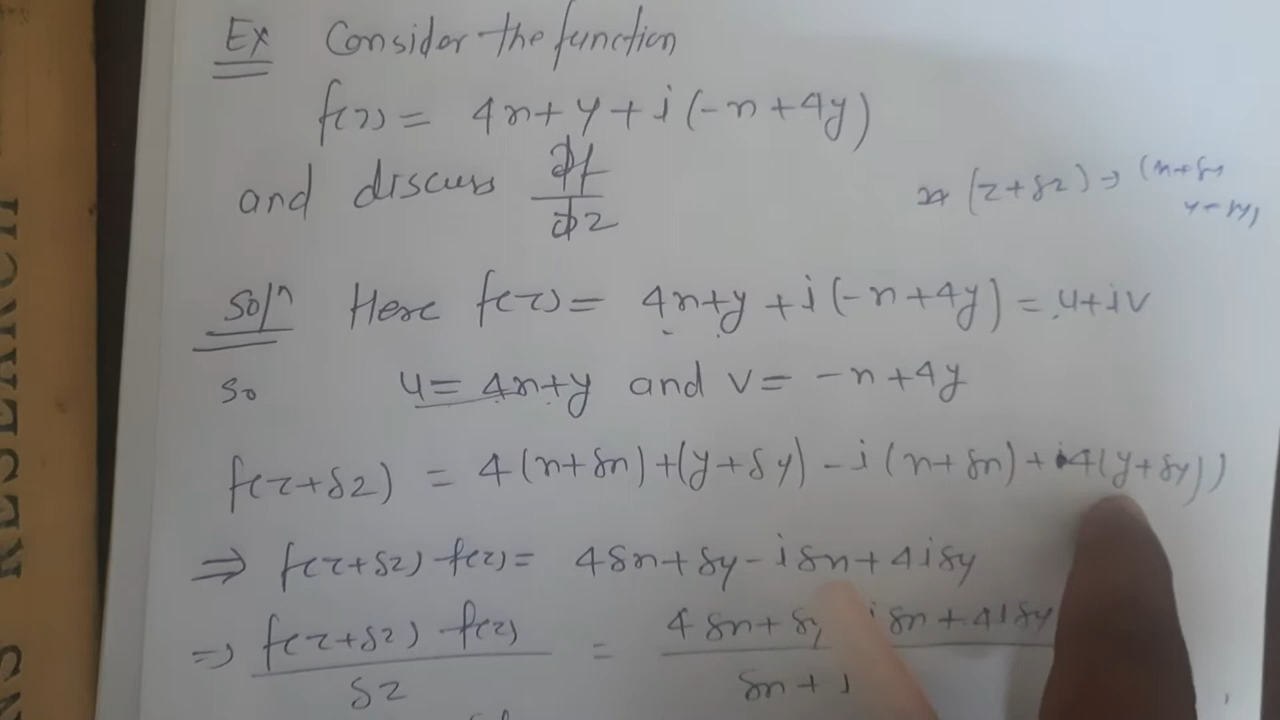 Ex Consider the function
f(z) = 4x + y + i(-x + 4y)
and discuss df/dz
(z + δz) → (x + δx
Soln Here f(z) = 4x + y + i(-x + 4y) = u + iv
so u = 4x + y and v = -x + 4y
f(z + δz) = 4(x + δx) + (y + δy) - i(x + δx) + i4(y + δy))
⇒ f(z + δz) - f(z) = 4δx + δy - iδx + 4iδy
⇒ f(z + δz) - f(z) / δz = 4δx + δy iδx + 4iδy / δx + i
RESEARCH